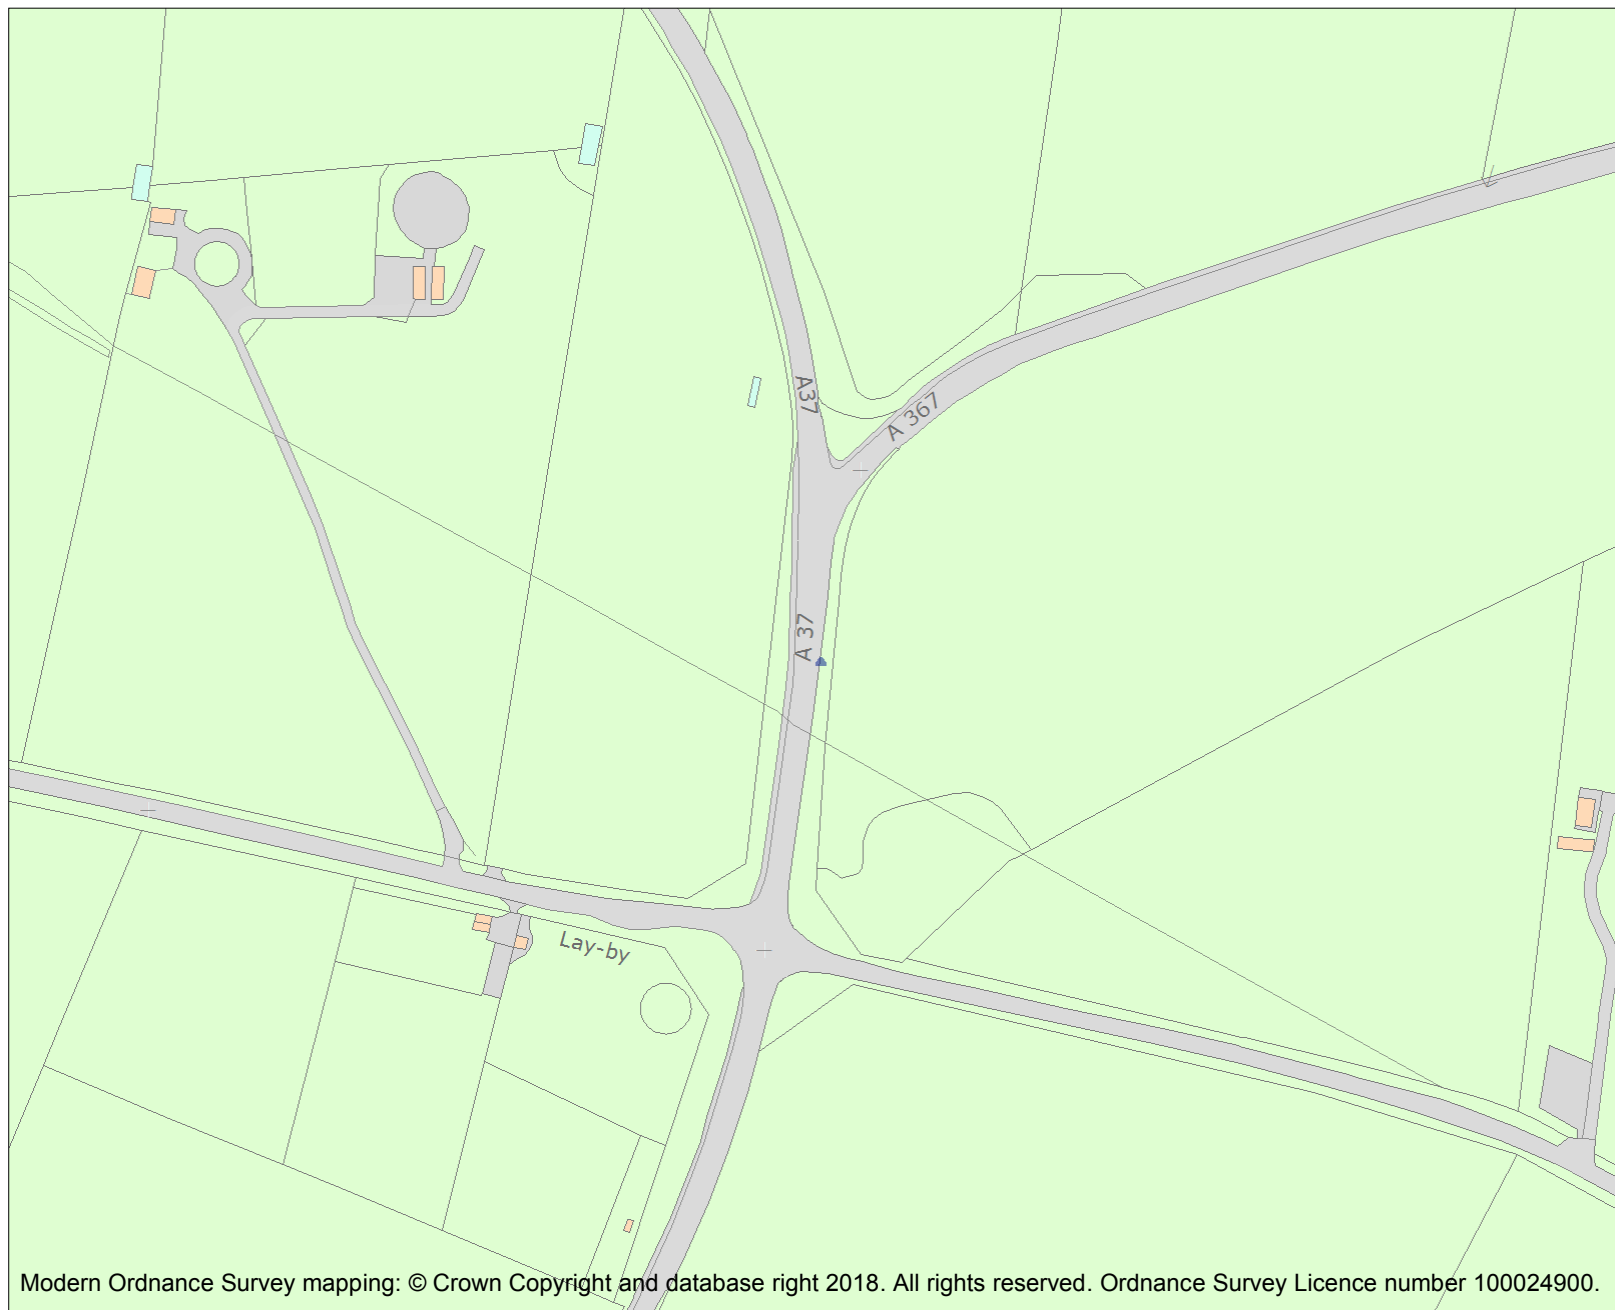 A37
A 367
A 37
Lay-by
Modern Ordnance Survey mapping: © Crown Copyright and database right 2018. All rights reserved. Ordnance Survey Licence number 100024900.